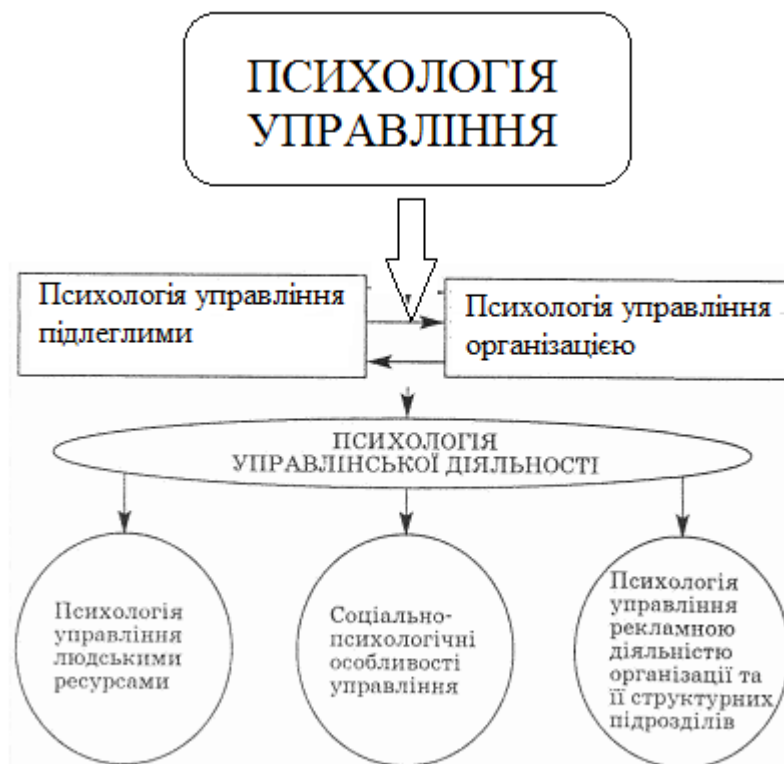 ПСИХОЛОГІЯ
УПРАВЛІННЯ
Психологія управління
підлеглими
Психологія управління
організацією
ПСИХОЛОГІЯ
УПРАВЛІНСЬКОЇ ДІЯЛЬНОСТІ
Психологія
управління
людськими
ресурсами
Соціально-
психологічні
особливості
управління
Психологія
управління
рекламною
діяльністю
організації та
її структурних
підрозділів